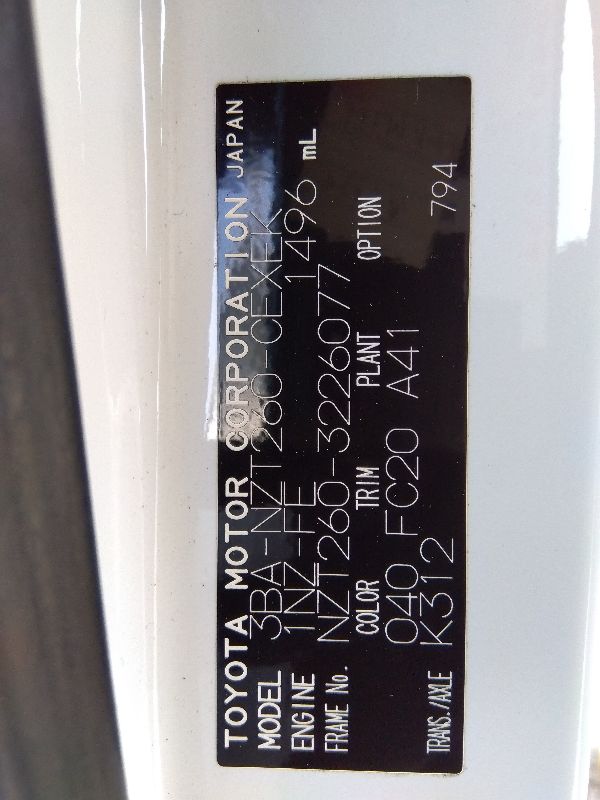 TOYOTA MOTOR CORPORATION JAPAN
MODEL 3BA-NZT260-CEXEK
ENGINE 1NZ-FE 1496 mL
FRAME No. NZT260-3226077
COLOR TRIM PLANT OPTION
040 FC20 A41
TRANS./AXLE K312 794